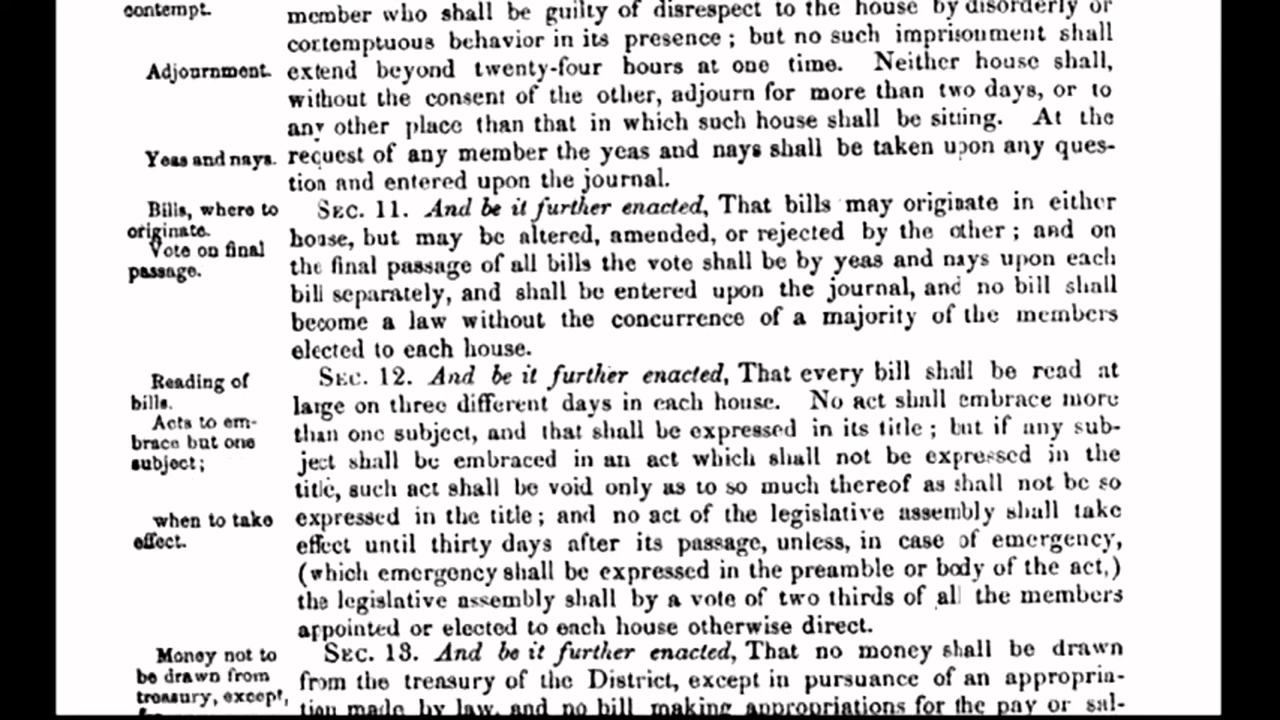 contempt.
member who shall be guilty of disrespect to the house by disorderly or
contemptuous behavior in its presence ; but no such imprisonment shall
Adjournment.
extend beyond twenty-four hours at one time. Neither house shall,
without the consent of the other, adjourn for more than two days, or to
any other place than that in which such house shall be sitting. At the
Yeas and nays.
request of any member the yeas and nays shall be taken upon any ques-
tion and entered upon the journal.
Bills, where to
originate.
Vote on final
passage.
SEC. 11. And be it further enacted, That bills may originate in either
house, but may be altered, amended, or rejected by the other ; and on
the final passage of all bills the vote shall be by yeas and nays upon each
bill separately, and shall be entered upon the journal, and no bill shall
become a law without the concurrence of a majority of the members
elected to each house.
Reading of
bills.
Acts to em-
brace but one
subject ;
SEC. 12. And be it further enacted, That every bill shall be read at
large on three different days in each house. No act shall embrace more
than one subject, and that shall be expressed in its title ; but if any sub-
ject shall be embraced in an act which shall not be expressed in the
title, such act shall be void only as to so much thereof as shall not be so
when to take
effect.
expressed in the title ; and no act of the legislative assembly shall take
effect until thirty days after its passage, unless, in case of emergency,
(which emergency shall be expressed in the preamble or body of the act,)
the legislative assembly shall by a vote of two thirds of all the members
appointed or elected to each house otherwise direct.
Money not to
be drawn from
treasury, except,
SEC. 13. And be it further enacted, That no money shall be drawn
from the treasury of the District, except in pursuance of an appropria-
tion made by law, and no bill making appropriations for the pay or sal-